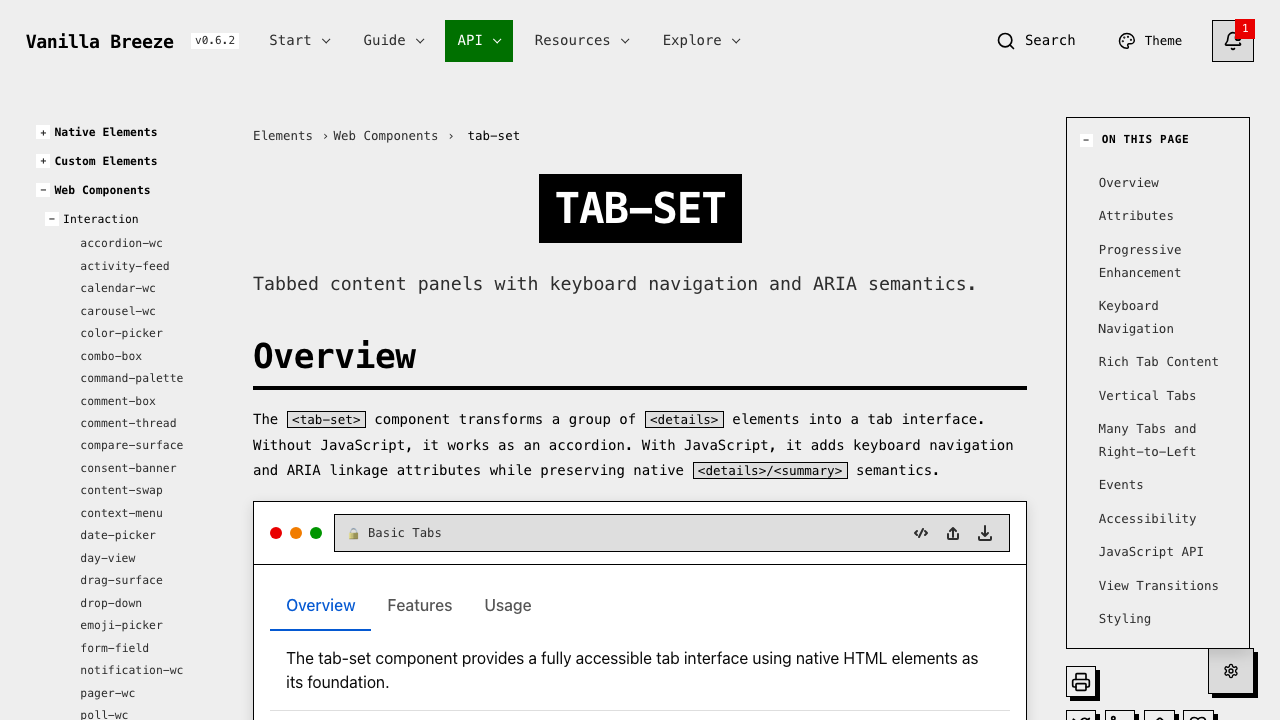 Vanilla Breeze v0.6.2 Start Guide API Resources Explore Search Theme 1
+ Native Elements
+ Custom Elements
− Web Components
− Interaction
accordion-wc
activity-feed
calendar-wc
carousel-wc
color-picker
combo-box
command-palette
comment-box
comment-thread
compare-surface
consent-banner
content-swap
context-menu
date-picker
day-view
drag-surface
drop-down
emoji-picker
form-field
notification-wc
pager-wc
poll-wc
Elements › Web Components › tab-set
TAB-SET
Tabbed content panels with keyboard navigation and ARIA semantics.
Overview
The <tab-set> component transforms a group of <details> elements into a tab interface.
Without JavaScript, it works as an accordion. With JavaScript, it adds keyboard navigation
and ARIA linkage attributes while preserving native <details>/<summary> semantics.
Basic Tabs
Overview Features Usage
The tab-set component provides a fully accessible tab interface using native HTML elements as
its foundation.
− ON THIS PAGE
Overview
Attributes
Progressive
Enhancement
Keyboard
Navigation
Rich Tab Content
Vertical Tabs
Many Tabs and
Right-to-Left
Events
Accessibility
JavaScript API
View Transitions
Styling